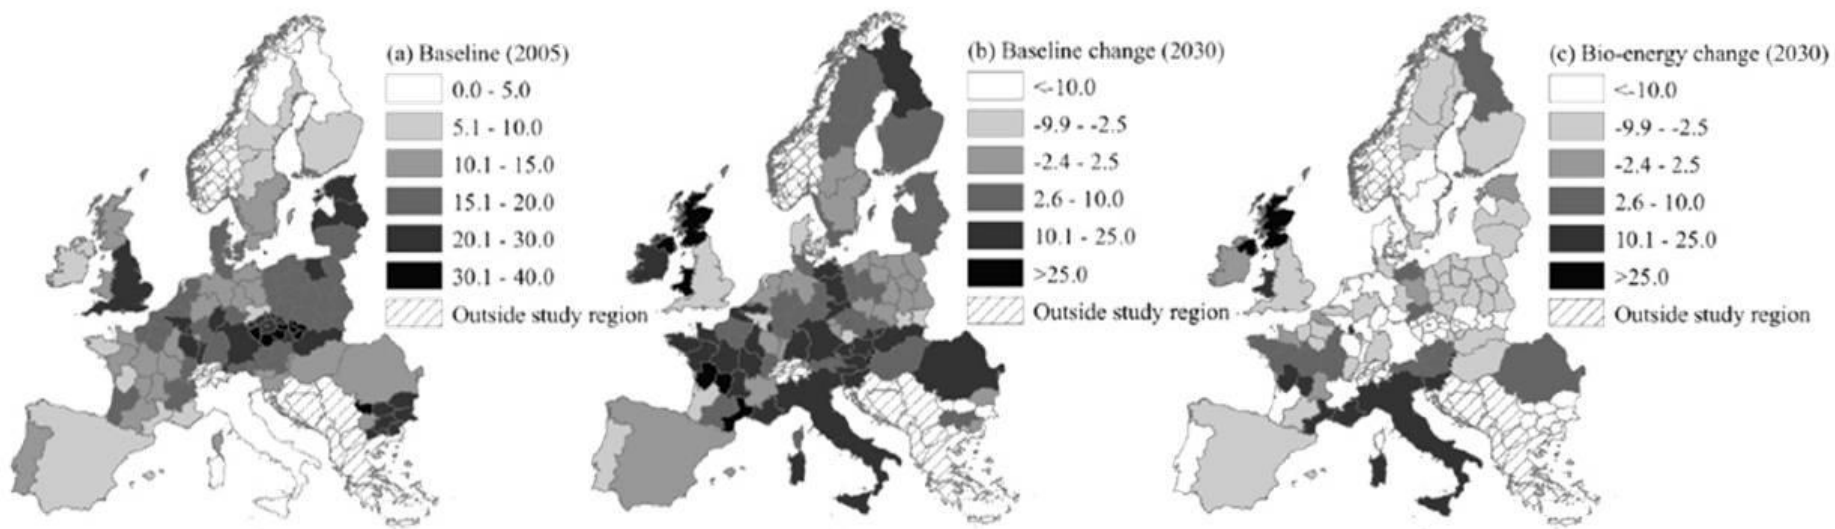 (a) Baseline (2005)
0.0 - 5.0
5.1 - 10.0
10.1 - 15.0
15.1 - 20.0
20.1 - 30.0
30.1 - 40.0
Outside study region
(b) Baseline change (2030)
<-10.0
-9.9 - -2.5
-2.4 - 2.5
2.6 - 10.0
10.1 - 25.0
>25.0
Outside study region
(c) Bio-energy change (2030)
<-10.0
-9.9 - -2.5
-2.4 - 2.5
2.6 - 10.0
10.1 - 25.0
>25.0
Outside study region